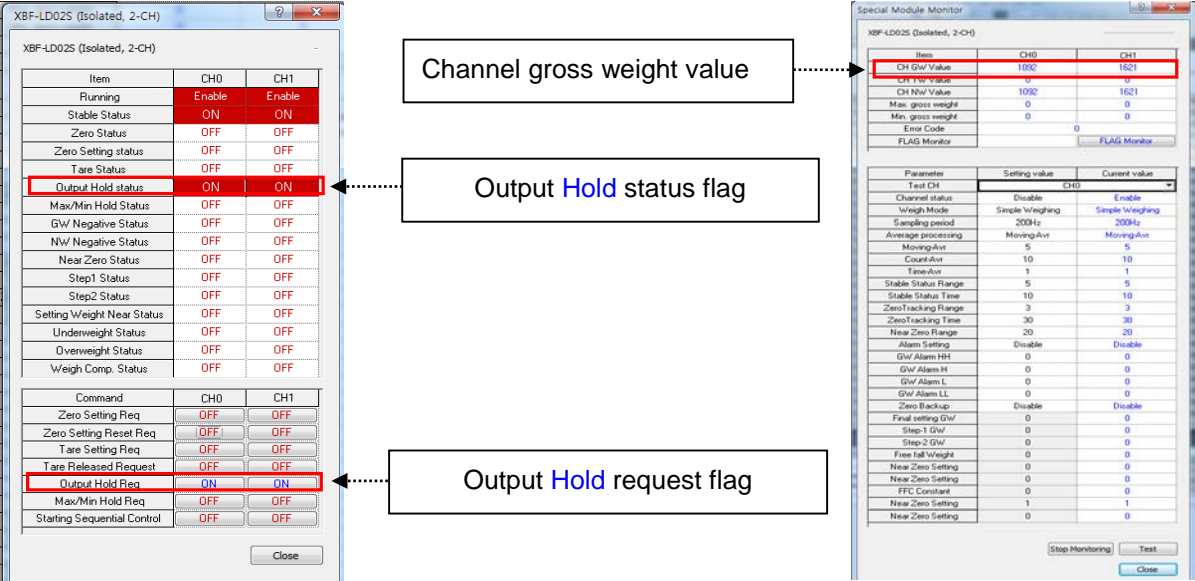 XBF-LD02S (Isolated, 2-CH)
XBF-LD02S (Isolated, 2-CH)
Item CH0 CH1
Running Enable Enable
Stable Status ON ON
Zero Status OFF OFF
Zero Setting status OFF OFF
Tare Status OFF OFF
Output Hold status ON ON
Max/Min Hold Status OFF OFF
GW Negative Status OFF OFF
NW Negative Status OFF OFF
Near Zero Status OFF OFF
Step1 Status OFF OFF
Step2 Status OFF OFF
Setting Weight Near Status OFF OFF
Underweight Status OFF OFF
Overweight Status OFF OFF
Weigh Comp. Status OFF OFF
Command CH0 CH1
Zero Setting Req OFF OFF
Zero Setting Reset Req OFF OFF
Tare Setting Req OFF OFF
Tare Released Request OFF OFF
Output Hold Req ON ON
Max/Min Hold Req OFF OFF
Starting Sequential Control OFF OFF
Close
Channel gross weight value
Output Hold status flag
Output Hold request flag
Special Module Monitor
XBF-LD02S (Isolated, 2-CH)
Item CH0 CH1
CH GW Value 1092 1621
CH TW Value 0 0
CH NW Value 1092 1621
Max. gross weight 0 0
Min. gross weight 0 0
Error Code 0
FLAG Monitor FLAG Monitor
Parameter Setting value Current value
Test CH CH0
Channel status Disable Enable
Weigh Mode Simple Weighing Simple Weighing
Sampling period 200Hz 200Hz
Average processing Moving-Avr Moving-Avr
Moving-Avr 5 5
Count-Avr 10 10
Time-Avr 1 1
Stable Status Range 5 5
Stable Status Time 10 10
ZeroTracking Range 3 3
ZeroTracking Time 30 30
Near Zero Range 20 20
Alarm Setting Disable Disable
GW Alarm HH 0 0
GW Alarm H 0 0
GW Alarm L 0 0
GW Alarm LL 0 0
Zero Backup Disable Disable
Final setting GW 0 0
Step-1 GW 0 0
Step-2 GW 0 0
Free fall Weight 0 0
Near Zero Setting 0 0
Near Zero Setting 0 0
FFC Constant 0 0
Near Zero Setting 1 1
Near Zero Setting 0 0
Stop Monitoring Test
Close